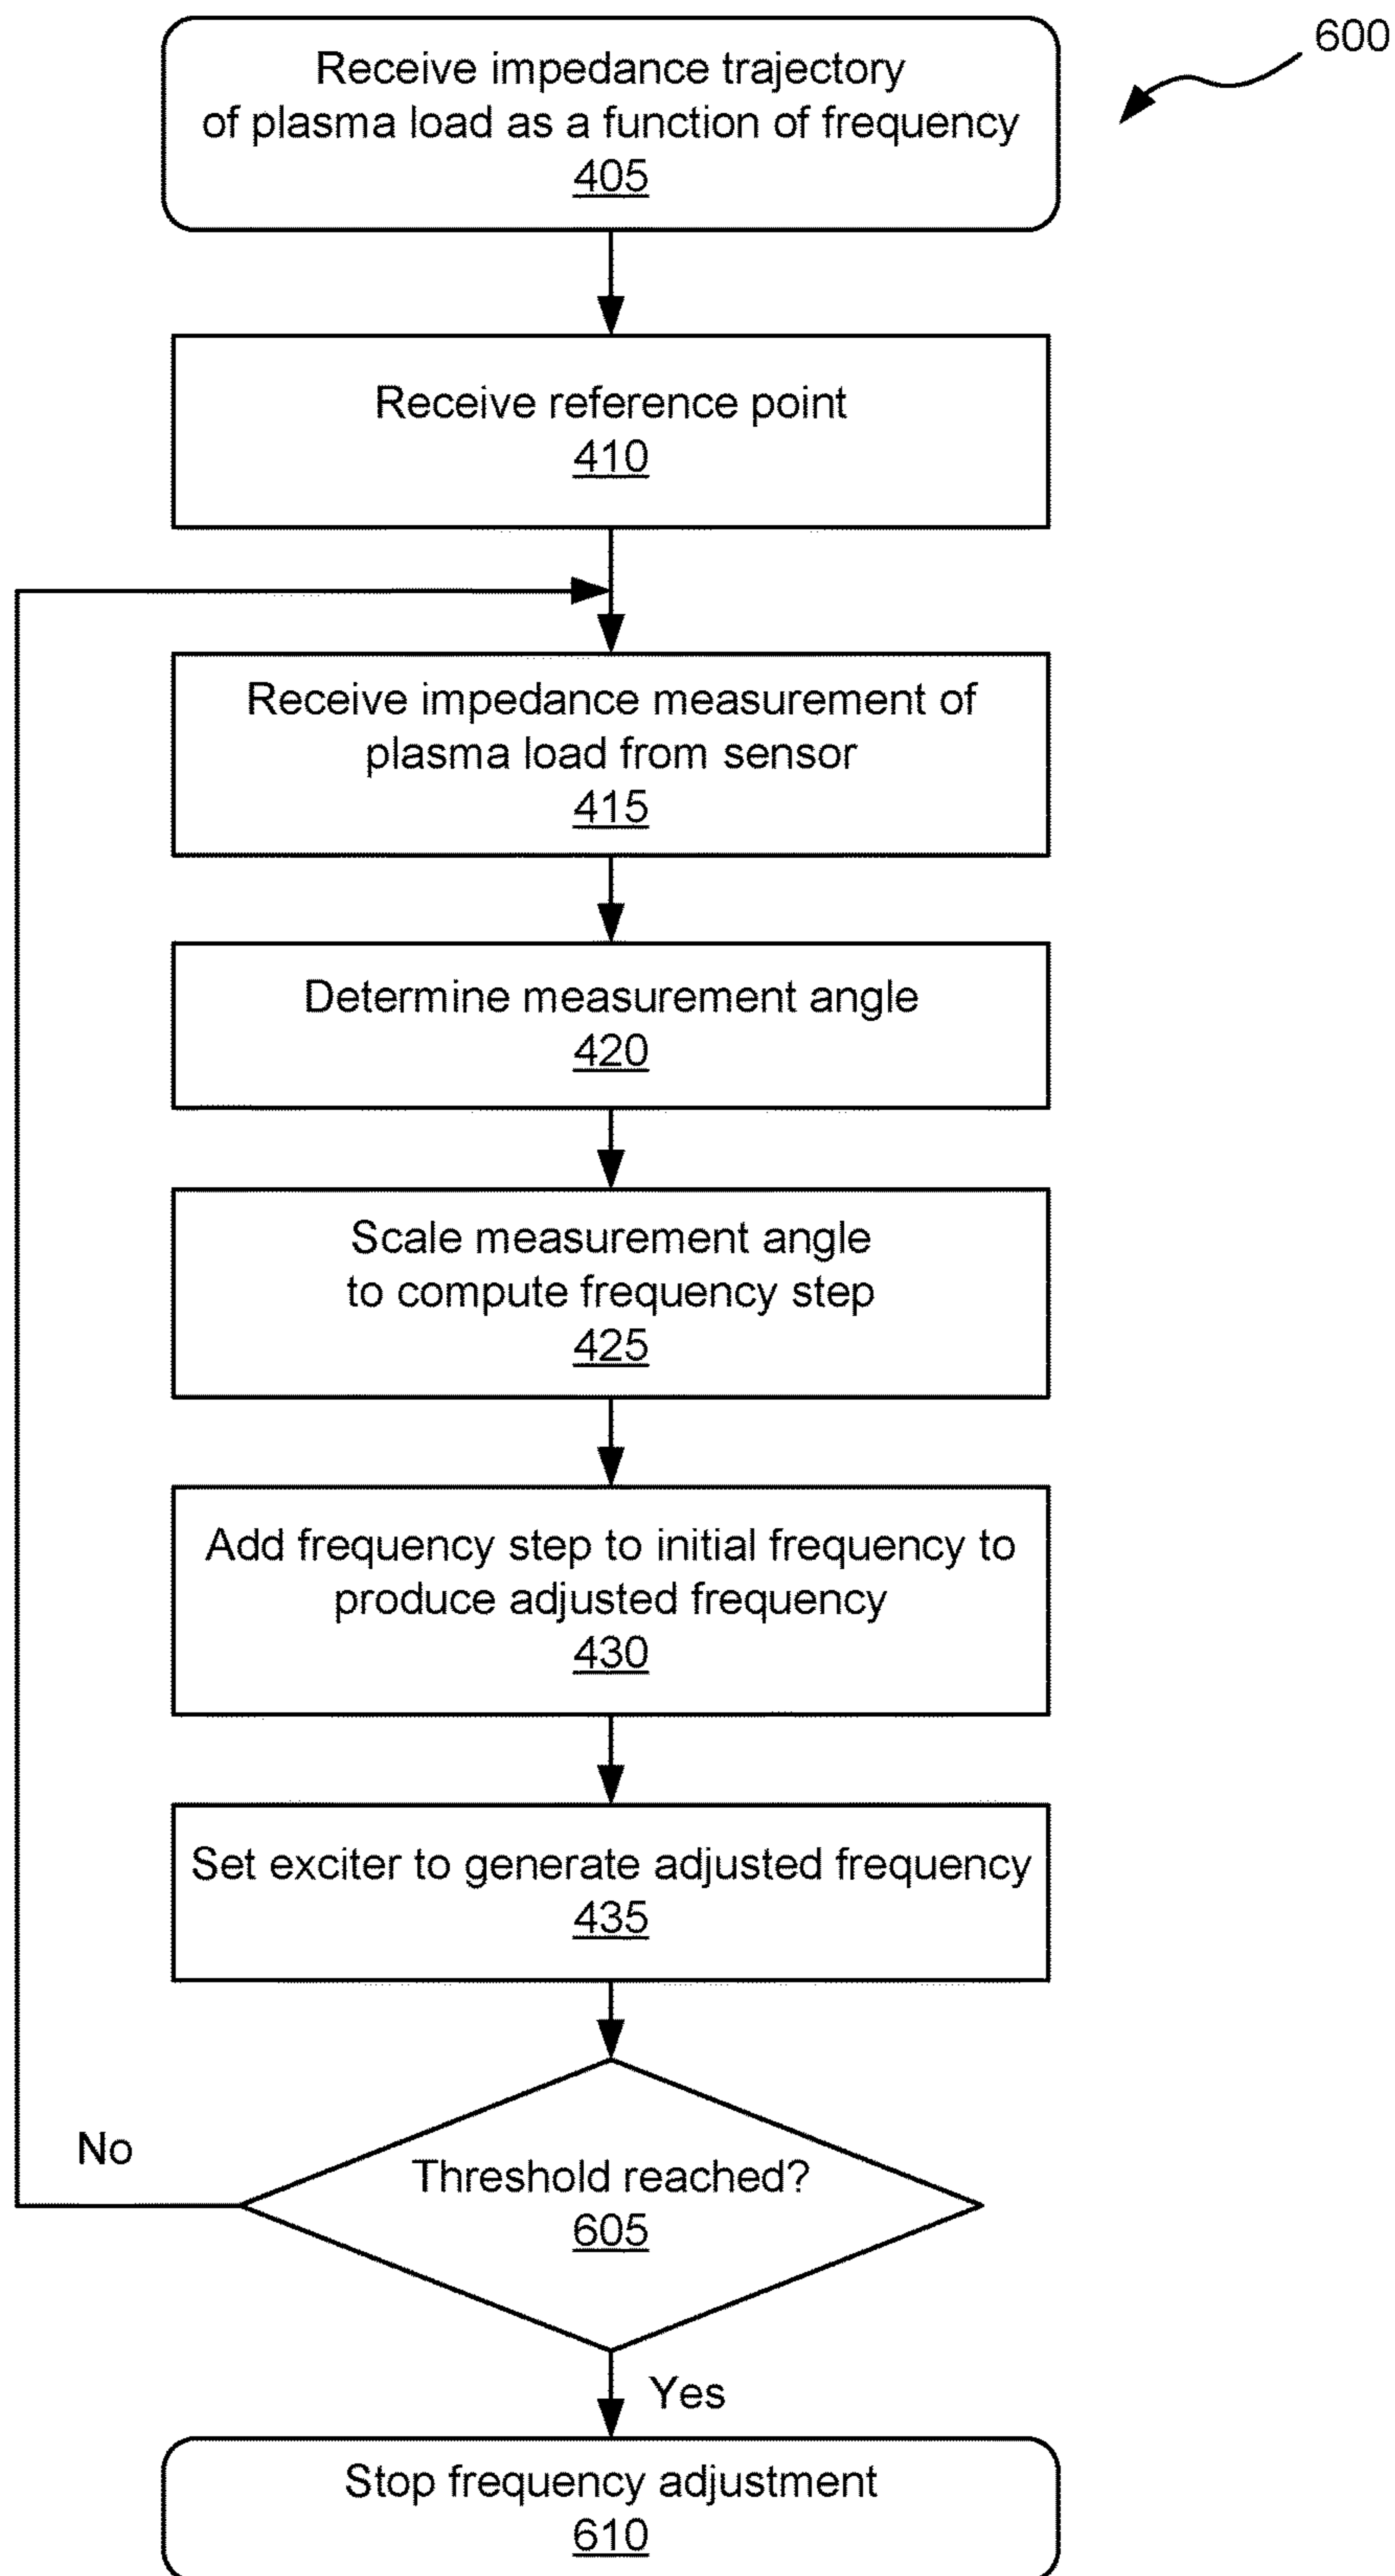 600
Receive impedance trajectory
of plasma load as a function of frequency
405
Receive reference point
410
Receive impedance measurement of
plasma load from sensor
415
Determine measurement angle
420
Scale measurement angle
to compute frequency step
425
Add frequency step to initial frequency to
produce adjusted frequency
430
Set exciter to generate adjusted frequency
435
No
Threshold reached?
605
Yes
Stop frequency adjustment
610